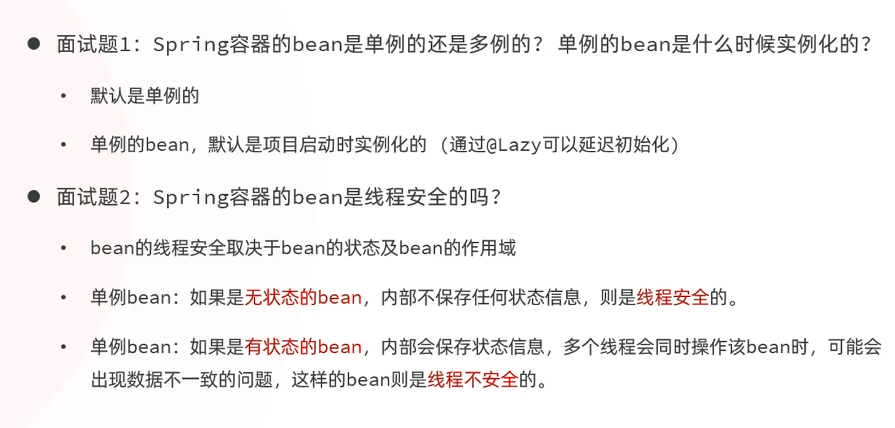 ● 面试题1：Spring容器的bean是单例的还是多例的？ 单例的bean是什么时候实例化的？
• 默认是单例的
• 单例的bean，默认是项目启动时实例化的 (通过@Lazy可以延迟初始化)
● 面试题2：Spring容器的bean是线程安全的吗？
• bean的线程安全取决于bean的状态及bean的作用域
• 单例bean：如果是无状态的bean，内部不保存任何状态信息，则是线程安全的。
• 单例bean：如果是有状态的bean，内部会保存状态信息，多个线程会同时操作该bean时，可能会
出现数据不一致的问题，这样的bean则是线程不安全的。